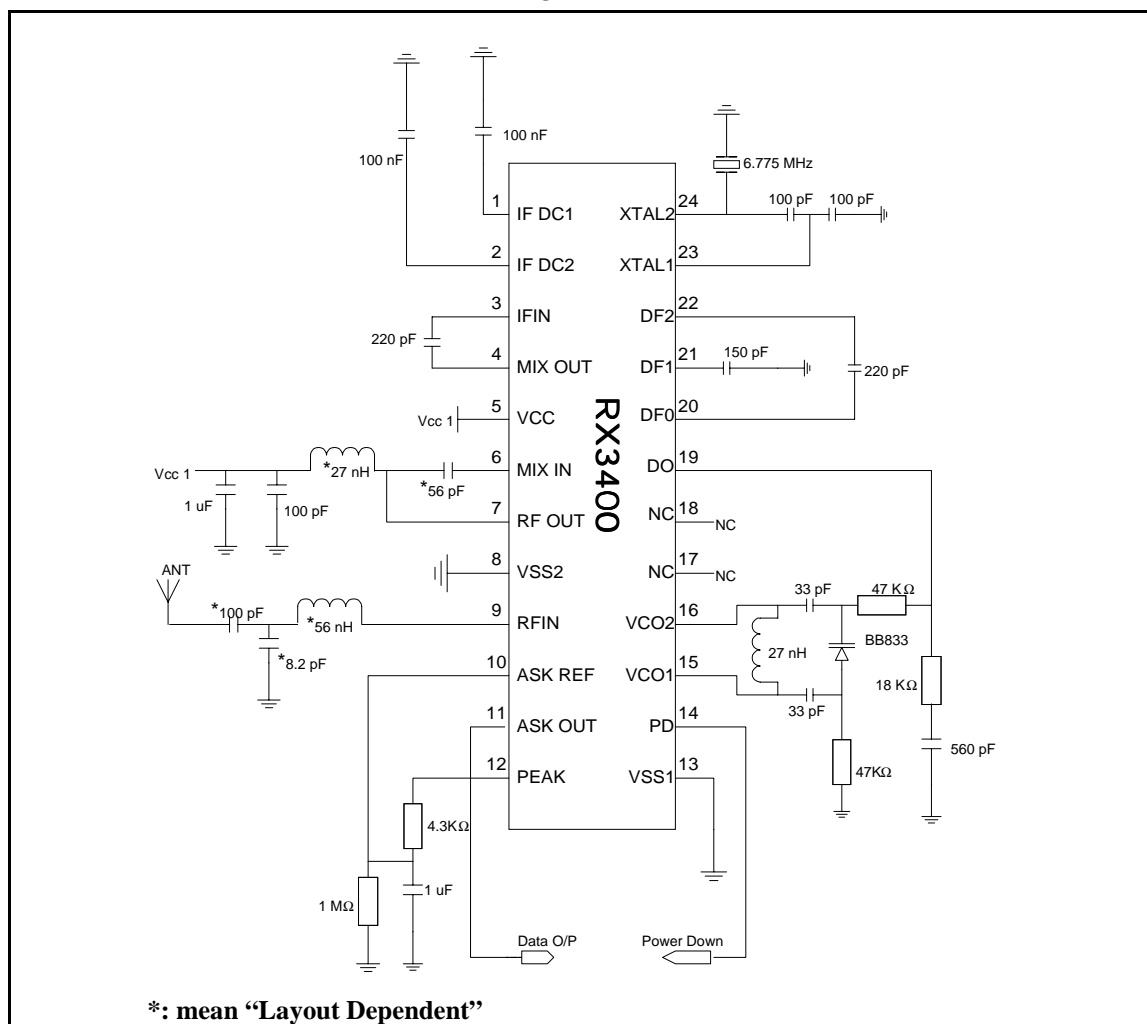 100 nF
100 nF
6.775 MHz
100 pF
100 pF
1 IF DC1
XTAL2 24
2 IF DC2
XTAL1 23
3 IFIN
DF2 22
220 pF
4 MIX OUT
DF1 21
150 pF
220 pF
Vcc 1
5 VCC
DF0 20
RX3400
Vcc 1
*27 nH
*56 pF
6 MIX IN
DO 19
1 uF
100 pF
7 RF OUT
NC 18
NC
ANT
8 VSS2
NC 17
NC
*100 pF
*56 nH
9 RFIN
VCO2 16
33 pF
47 KΩ
BB833
27 nH
*8.2 pF
10 ASK REF
VCO1 15
33 pF
18 KΩ
11 ASK OUT
PD 14
560 pF
12 PEAK
VSS1 13
47KΩ
4.3KΩ
1 MΩ
1 uF
Data O/P
Power Down
*: mean “Layout Dependent”